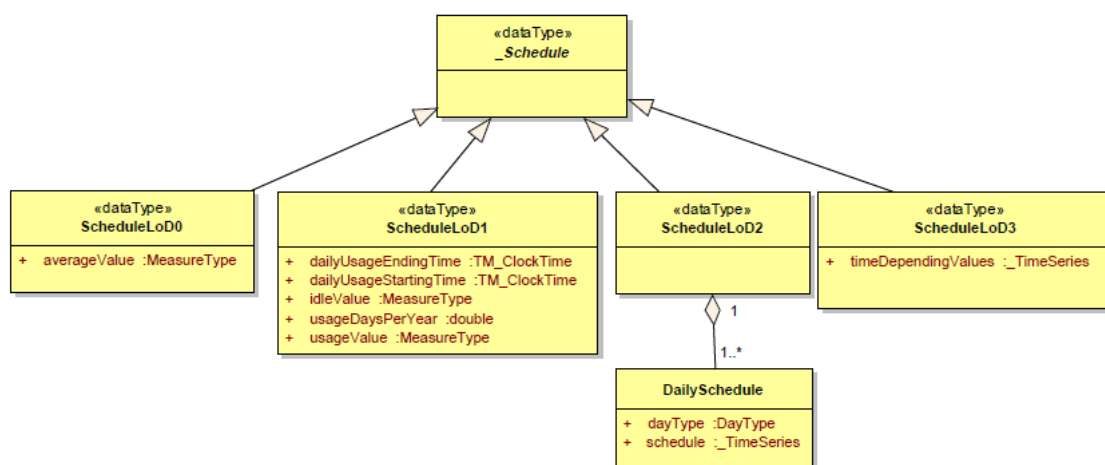 «dataType»
_Schedule
«dataType»
ScheduleLoD0
+ averageValue :MeasureType
«dataType»
ScheduleLoD1
+ dailyUsageEndingTime :TM_ClockTime
+ dailyUsageStartingTime :TM_ClockTime
+ idleValue :MeasureType
+ usageDaysPerYear :double
+ usageValue :MeasureType
«dataType»
ScheduleLoD2
«dataType»
ScheduleLoD3
+ timeDependingValues :_TimeSeries
1
1..*
DailySchedule
+ dayType :DayType
+ schedule :_TimeSeries